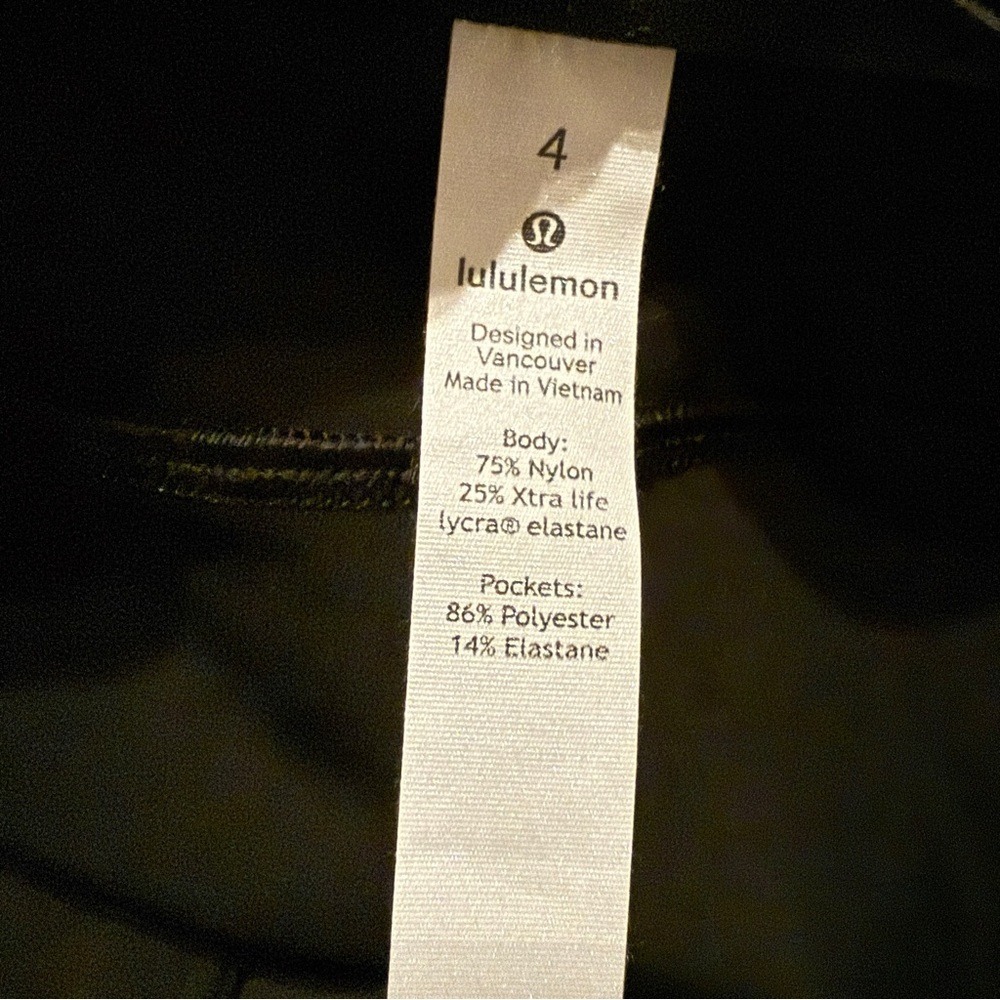 4
lululemon
Designed in
Vancouver
Made in Vietnam
Body:
75% Nylon
25% Xtra life
lycra® elastane
Pockets:
86% Polyester
14% Elastane